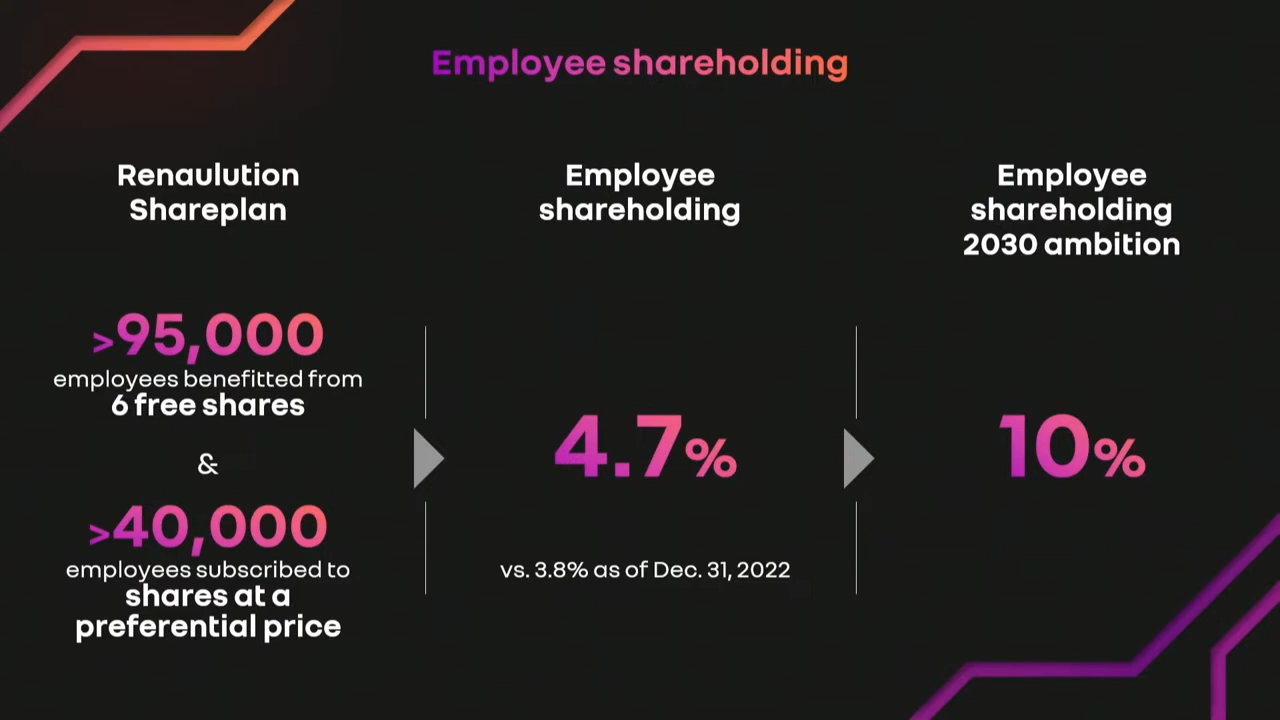 Employee shareholding
Renaulution
Shareplan
>95,000
employees benefitted from
6 free shares
&
>40,000
employees subscribed to
shares at a
preferential price
Employee
shareholding
4.7%
vs. 3.8% as of Dec. 31, 2022
Employee
shareholding
2030 ambition
10%